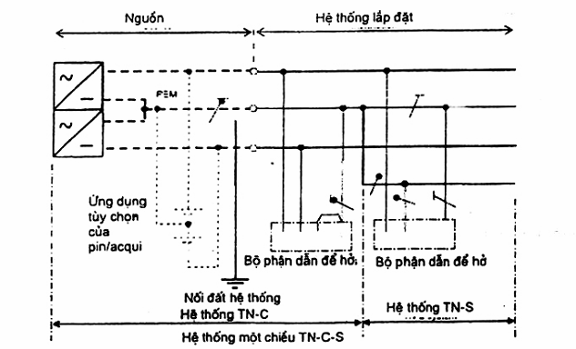 Nguồn
Hệ thống lắp đặt
~
—
PEM
~
—
Ứng dụng
tùy chọn
của
pin/acqui
Bộ phận dẫn để hở
Bộ phận dẫn để hở
Nối đất hệ thống
Hệ thống TN-C
Hệ thống TN-S
Hệ thống một chiều TN-C-S